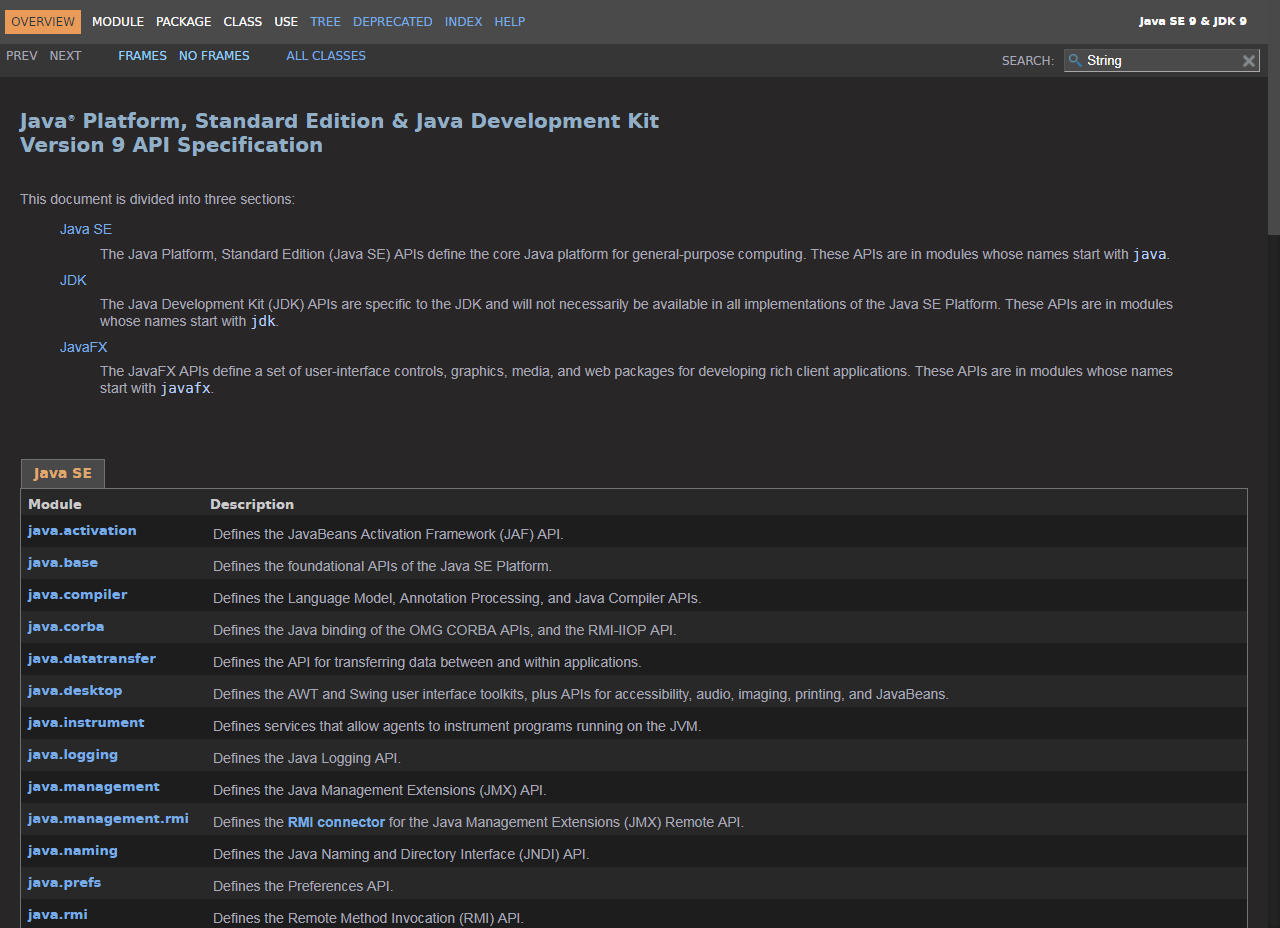 OVERVIEW MODULE PACKAGE CLASS USE TREE DEPRECATED INDEX HELP Java SE 9 & JDK 9
PREV NEXT FRAMES NO FRAMES ALL CLASSES SEARCH: String
Java® Platform, Standard Edition & Java Development Kit
Version 9 API Specification
This document is divided into three sections:
Java SE
The Java Platform, Standard Edition (Java SE) APIs define the core Java platform for general-purpose computing. These APIs are in modules whose names start with java.
JDK
The Java Development Kit (JDK) APIs are specific to the JDK and will not necessarily be available in all implementations of the Java SE Platform. These APIs are in modules
whose names start with jdk.
JavaFX
The JavaFX APIs define a set of user-interface controls, graphics, media, and web packages for developing rich client applications. These APIs are in modules whose names
start with javafx.
Java SE
Module Description
java.activation Defines the JavaBeans Activation Framework (JAF) API.
java.base Defines the foundational APIs of the Java SE Platform.
java.compiler Defines the Language Model, Annotation Processing, and Java Compiler APIs.
java.corba Defines the Java binding of the OMG CORBA APIs, and the RMI-IIOP API.
java.datatransfer Defines the API for transferring data between and within applications.
java.desktop Defines the AWT and Swing user interface toolkits, plus APIs for accessibility, audio, imaging, printing, and JavaBeans.
java.instrument Defines services that allow agents to instrument programs running on the JVM.
java.logging Defines the Java Logging API.
java.management Defines the Java Management Extensions (JMX) API.
java.management.rmi Defines the RMI connector for the Java Management Extensions (JMX) Remote API.
java.naming Defines the Java Naming and Directory Interface (JNDI) API.
java.prefs Defines the Preferences API.
java.rmi Defines the Remote Method Invocation (RMI) API.